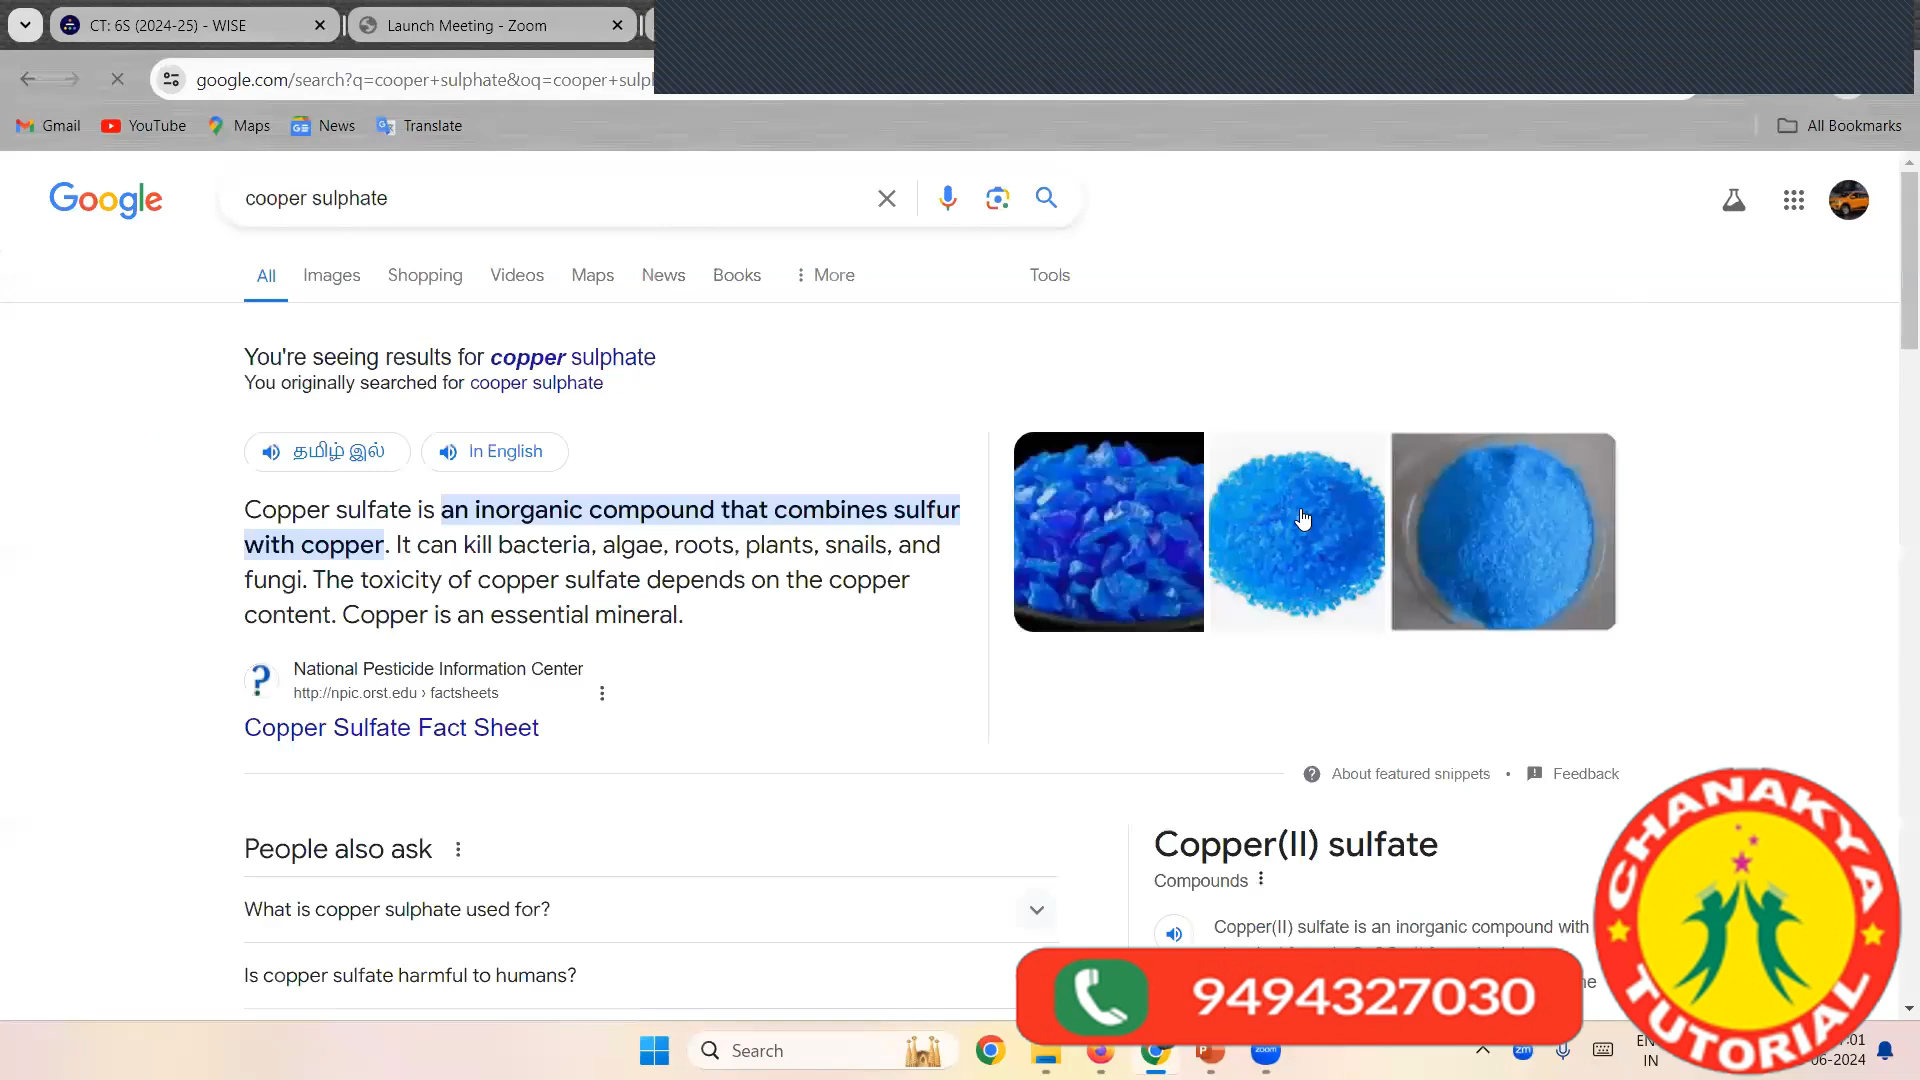 CT: 6S (2024-25) - WISE
Launch Meeting - Zoom
google.com/search?q=cooper+sulphate&oq=cooper+sulpl
Gmail
YouTube
Maps
News
Translate
All Bookmarks
Google
cooper sulphate
All
Images
Shopping
Videos
Maps
News
Books
More
Tools
You're seeing results for copper sulphate
You originally searched for cooper sulphate
தமிழ் இல்
In English
Copper sulfate is an inorganic compound that combines sulfur
with copper. It can kill bacteria, algae, roots, plants, snails, and
fungi. The toxicity of copper sulfate depends on the copper
content. Copper is an essential mineral.
National Pesticide Information Center
http://npic.orst.edu › factsheets
Copper Sulfate Fact Sheet
About featured snippets • Feedback
People also ask
What is copper sulphate used for?
Is copper sulfate harmful to humans?
Copper(II) sulfate
Compounds
Copper(II) sulfate is an inorganic compound with
9494327030
CHANAKYA
TUTORIAL
Search
zoom
zm
IN
06-2024